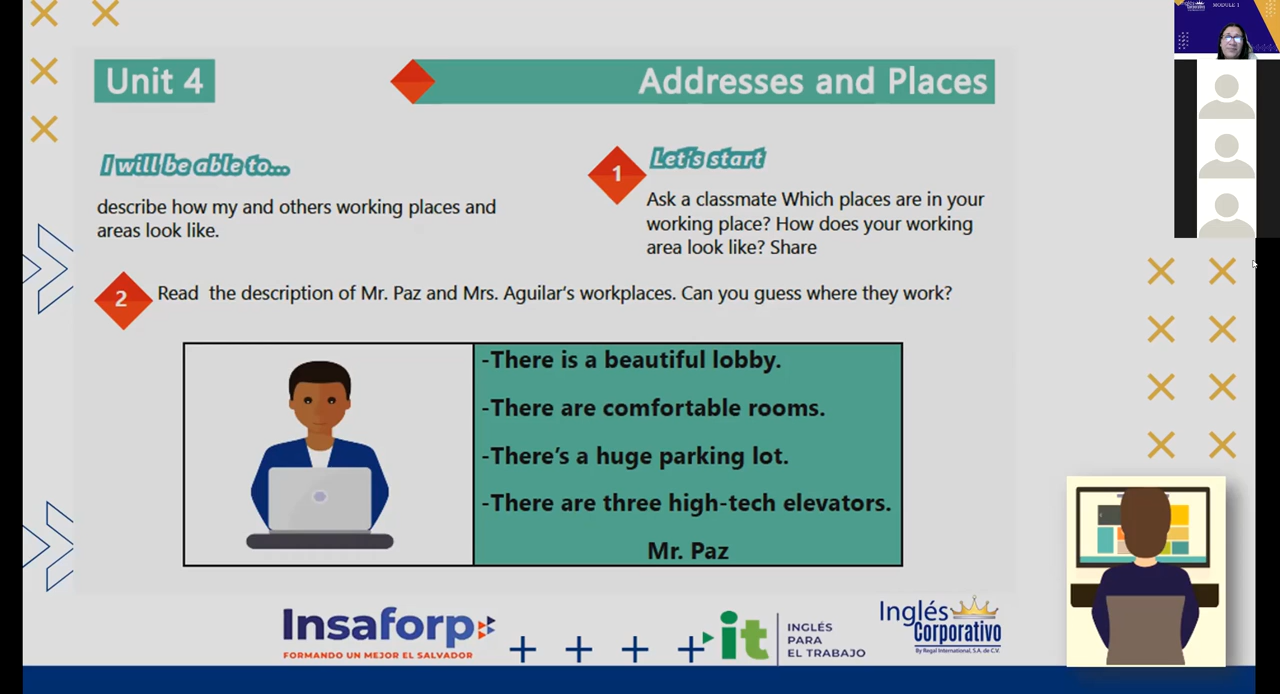 MODULE I
Unit 4
Addresses and Places
I will be able to...
describe how my and others working places and
areas look like.
1
Let's start
Ask a classmate Which places are in your
working place? How does your working
area look like? Share
2
Read the description of Mr. Paz and Mrs. Aguilar's workplaces. Can you guess where they work?
-There is a beautiful lobby.
-There are comfortable rooms.
-There's a huge parking lot.
-There are three high-tech elevators.
Mr. Paz
Insaforp
FORMANDO UN MEJOR EL SALVADOR
it
INGLÉS
PARA
EL TRABAJO
Inglés
Corporativo
By Regal International, S.A. de C.V.